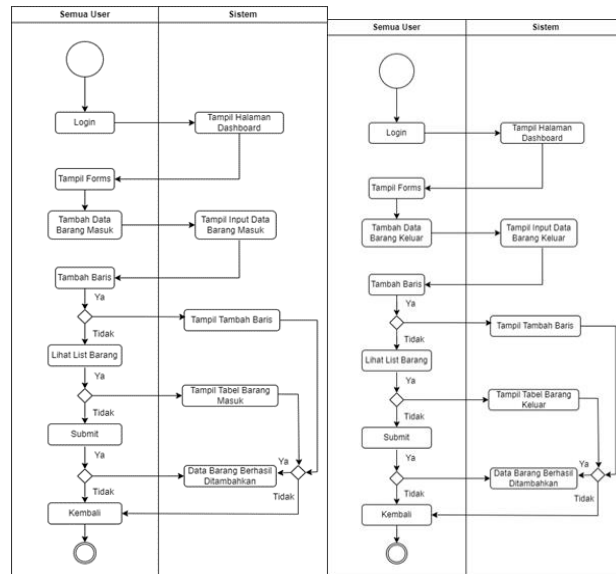 Semua User
Sistem
Login
Tampil Halaman
Dashboard
Tampil Forms
Tambah Data
Barang Masuk
Tampil Input Data
Barang Masuk
Tambah Baris
Ya
Tampil Tambah Baris
Tidak
Lihat List Barang
Ya
Tampil Tabel Barang
Masuk
Tidak
Submit
Ya
Data Barang Berhasil
Ditambahkan
Ya
Tidak
Tidak
Kembali
Semua User
Sistem
Login
Tampil Halaman
Dashboard
Tampil Forms
Tambah Data
Barang Keluar
Tampil Input Data
Barang Keluar
Tambah Baris
Ya
Tampil Tambah Baris
Tidak
Lihat List Barang
Ya
Tampil Tabel Barang
Keluar
Tidak
Submit
Ya
Ya
Data Barang Berhasil
Ditambahkan
Tidak
Tidak
Kembali